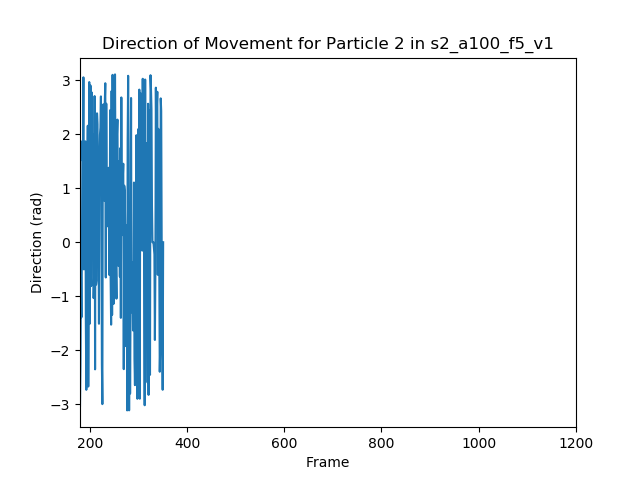 Direction of Movement for Particle 2 in s2_a100_f5_v1
3
2
1
0
−1
−2
−3
Direction (rad)
200 400 600 800 1000 1200
Frame